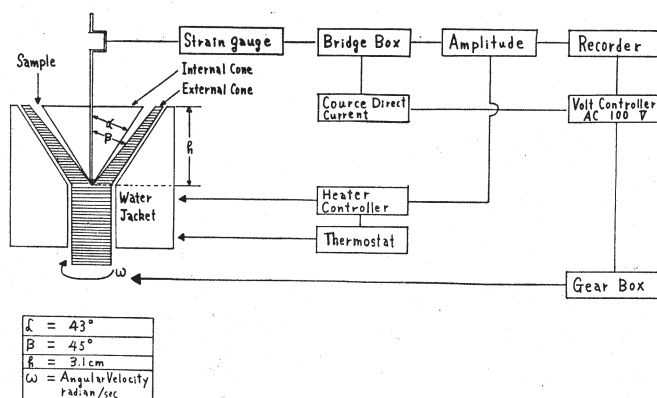 Strain gauge
Bridge Box
Amplitude
Recorder
Sample
Internal Cone
External Cone
α
β
h
Cource Direct
Current
Volt Controller
AC 100 V
Water
Jacket
Heater
Controller
Thermostat
ω
Gear Box
α = 43°
β = 45°
h = 3.1cm
ω = Angular Velocity
radian/sec